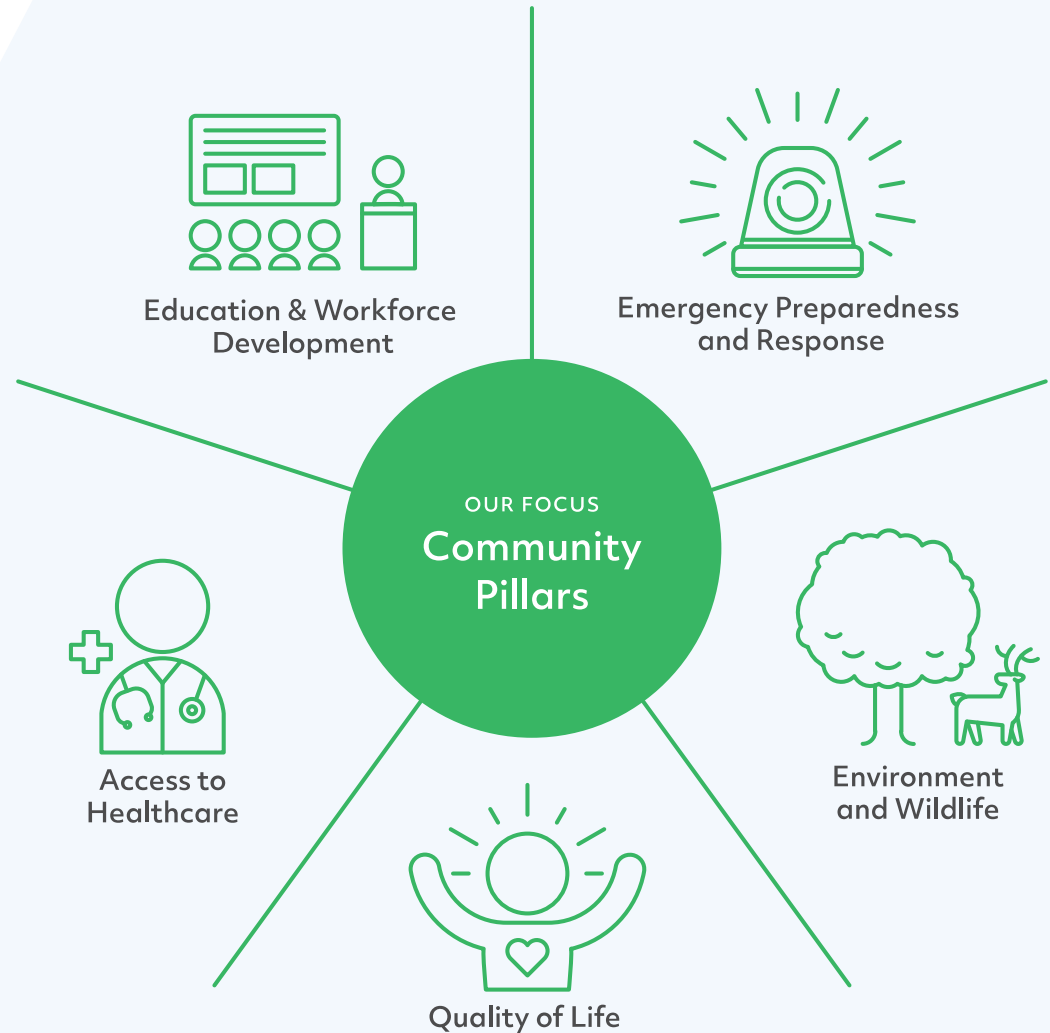 Education & Workforce
Development
Emergency Preparedness
and Response
OUR FOCUS
Community
Pillars
Access to
Healthcare
Environment
and Wildlife
Quality of Life